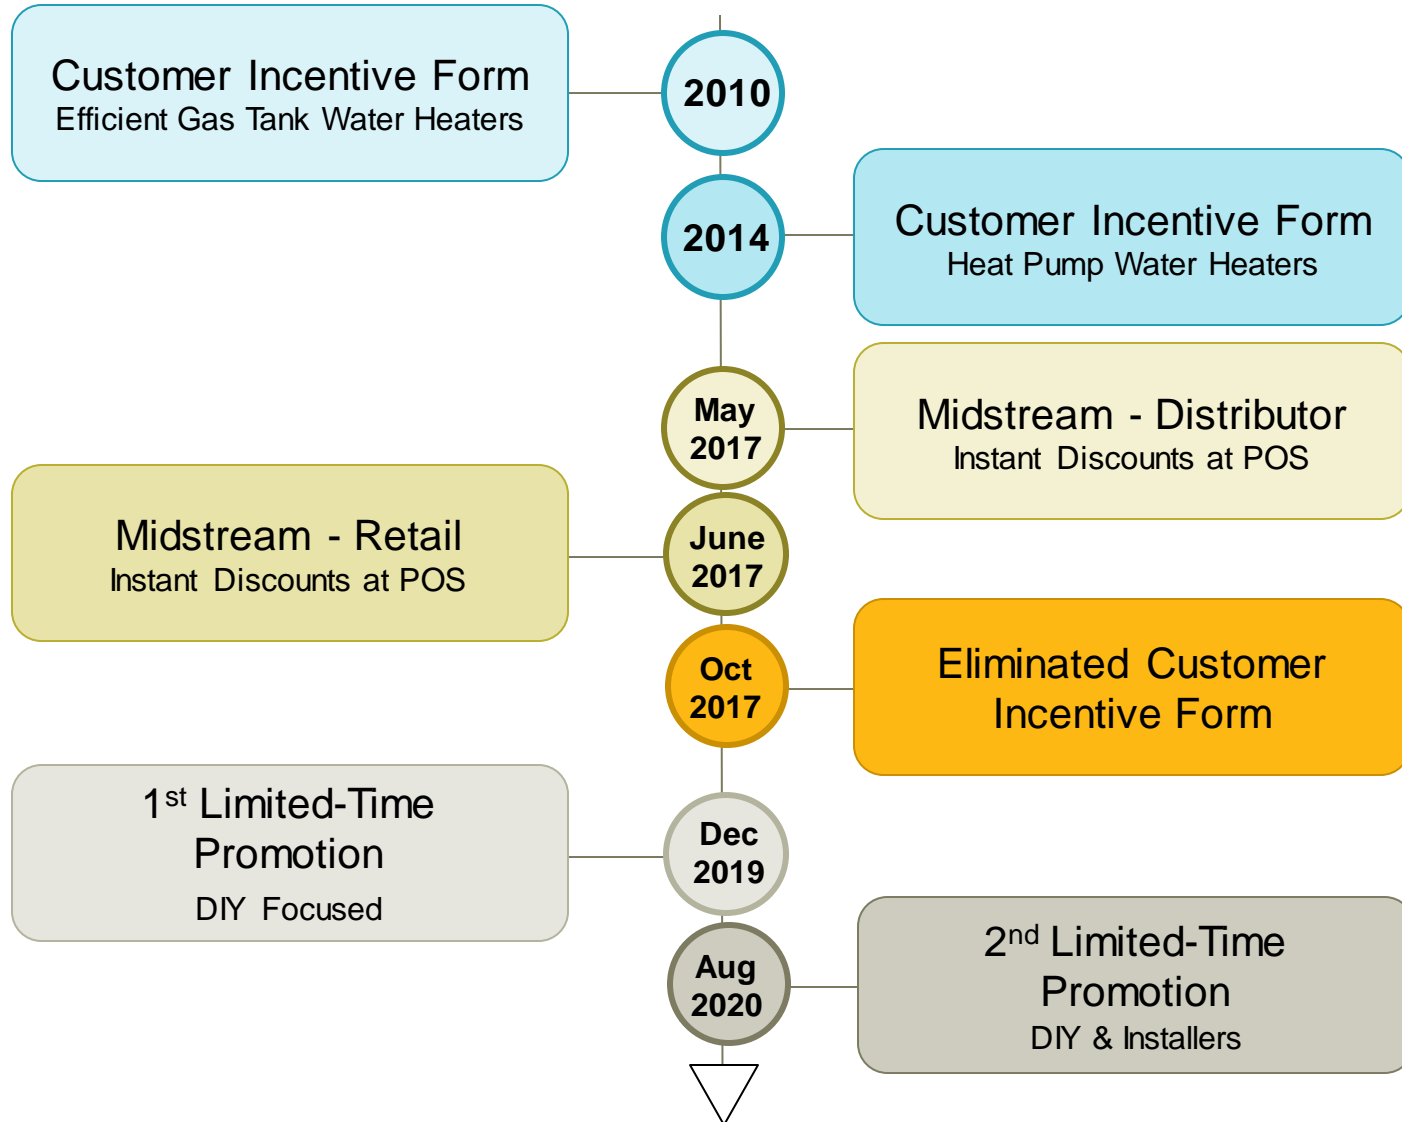 Customer Incentive Form
Efficient Gas Tank Water Heaters
2010
2014
Customer Incentive Form
Heat Pump Water Heaters
May
2017
Midstream - Distributor
Instant Discounts at POS
Midstream - Retail
Instant Discounts at POS
June
2017
Oct
2017
Eliminated Customer
Incentive Form
1st Limited-Time
Promotion
DIY Focused
Dec
2019
Aug
2020
2nd Limited-Time
Promotion
DIY & Installers